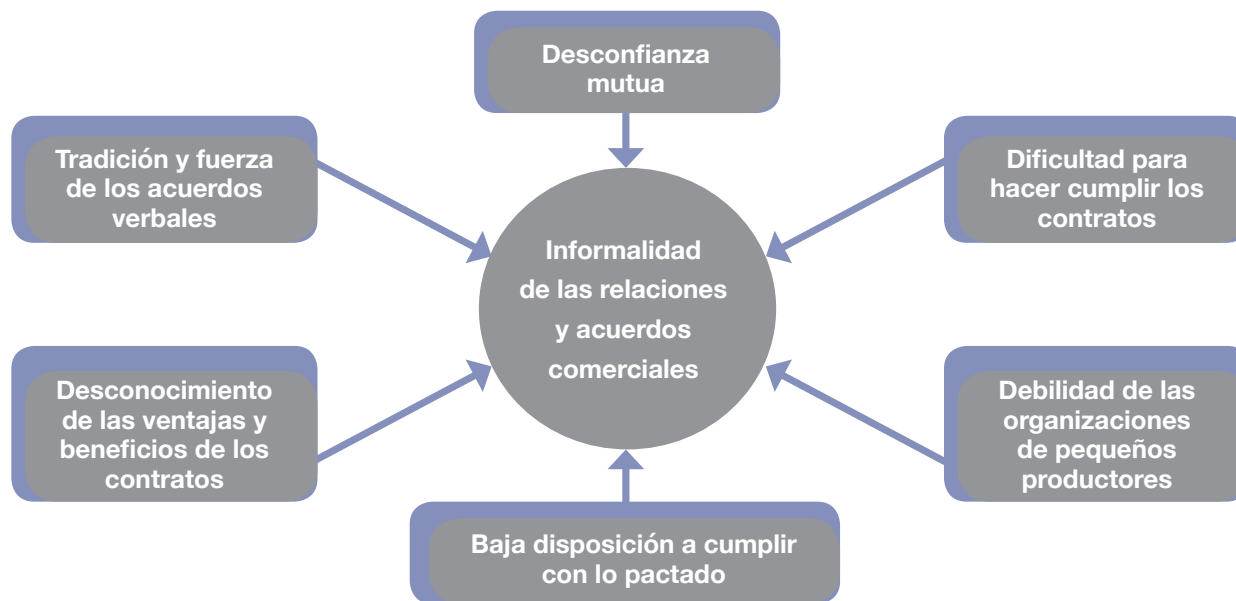 Desconfianza
mutua
Tradición y fuerza
de los acuerdos
verbales
Dificultad para
hacer cumplir los
contratos
Informalidad
de las relaciones
y acuerdos
comerciales
Desconocimiento
de las ventajas y
beneficios de los
contratos
Debilidad de las
organizaciones
de pequeños
productores
Baja disposición a cumplir
con lo pactado